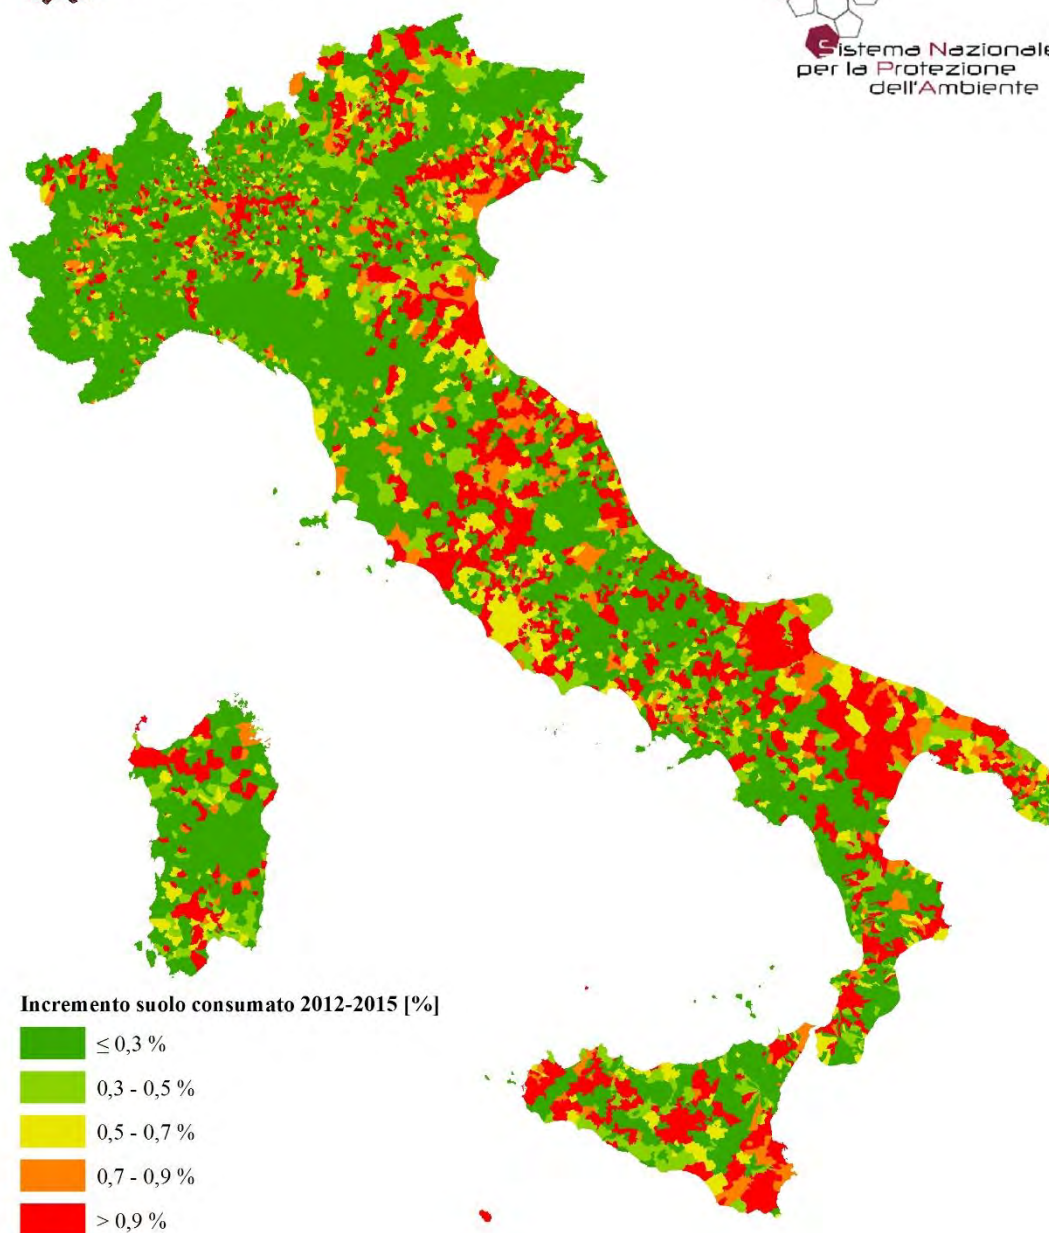 Sistema Nazionale
per la Protezione
dell'Ambiente
Incremento suolo consumato 2012-2015 [%]
≤ 0,3 %
0,3 - 0,5 %
0,5 - 0,7 %
0,7 - 0,9 %
> 0,9 %